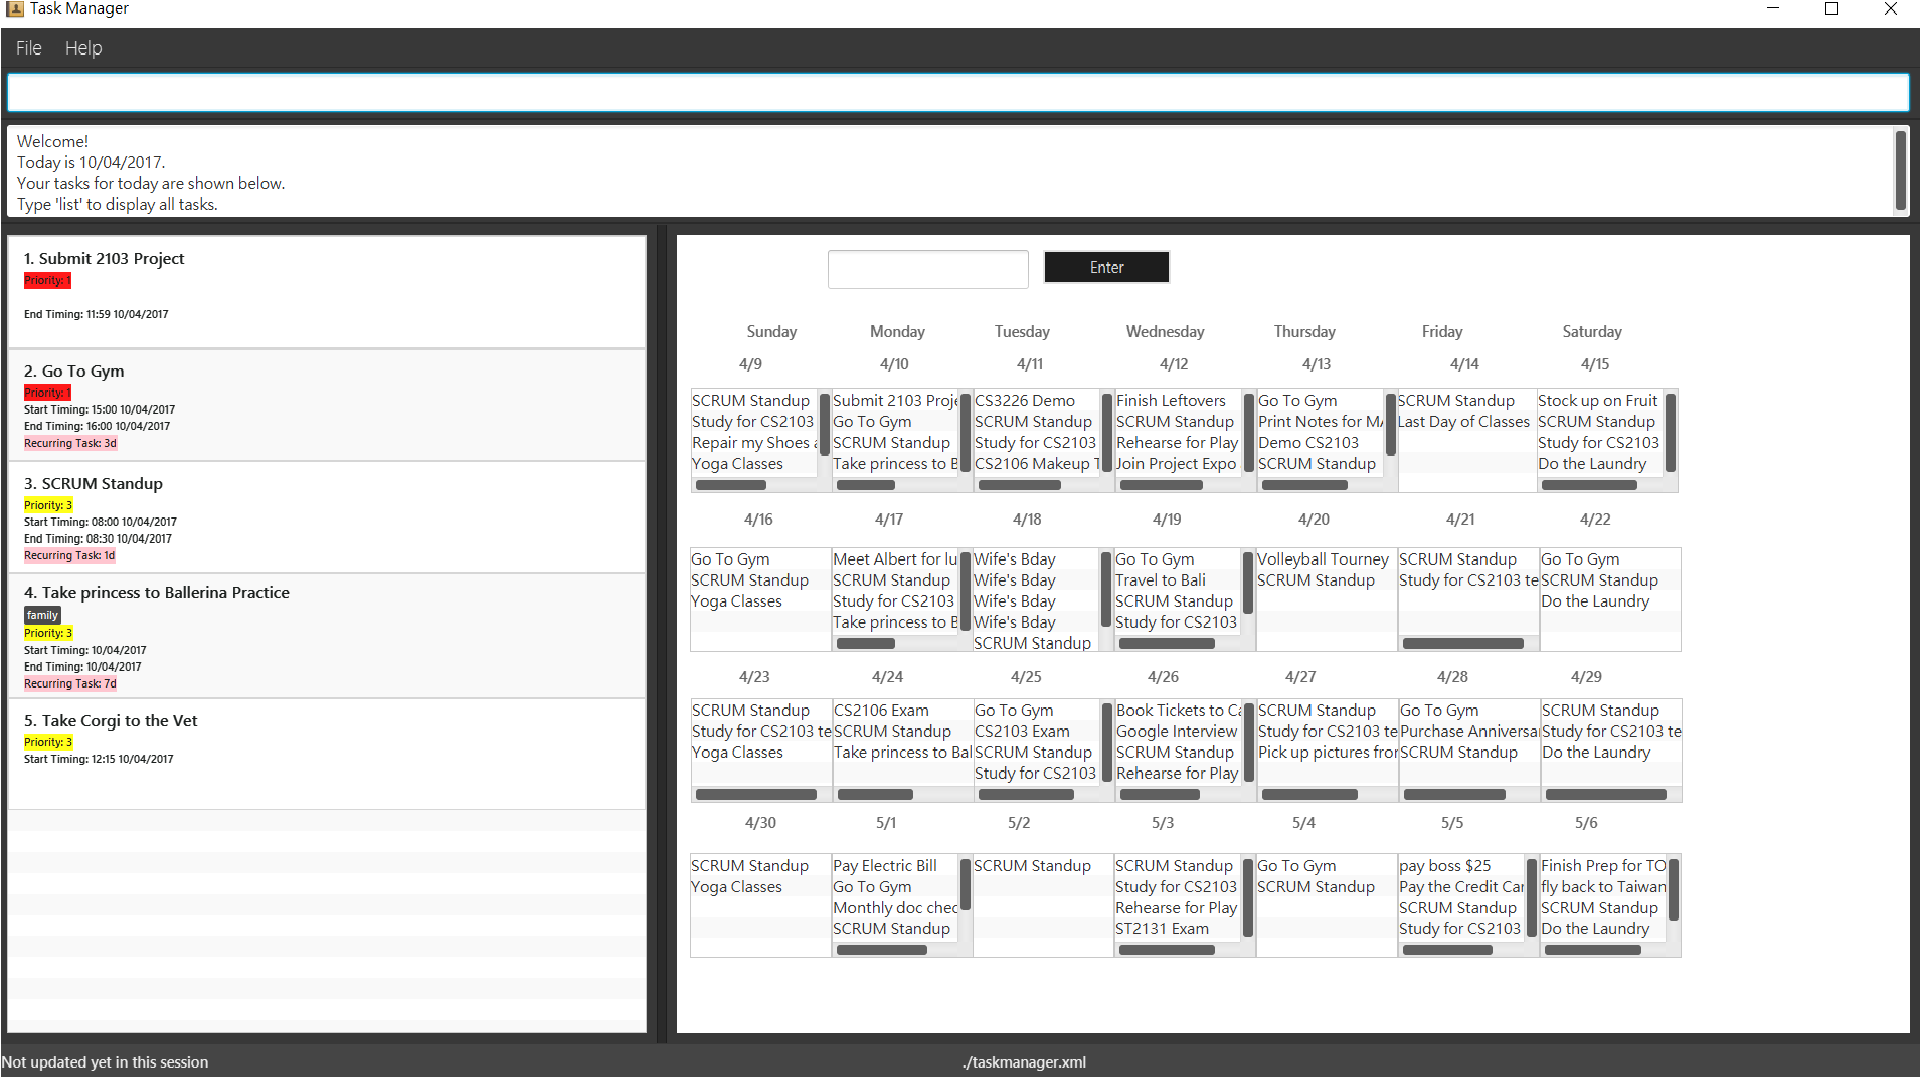 Task Manager
File Help
Welcome!
Today is 10/04/2017.
Your tasks for today are shown below.
Type 'list' to display all tasks.
1. Submit 2103 Project
Priority: 1
End Timing: 11:59 10/04/2017
2. Go To Gym
Priority: 1
Start Timing: 15:00 10/04/2017
End Timing: 16:00 10/04/2017
Recurring Task: 3d
3. SCRUM Standup
Priority: 3
Start Timing: 08:00 10/04/2017
End Timing: 08:30 10/04/2017
Recurring Task: 1d
4. Take princess to Ballerina Practice
family
Priority: 3
Start Timing: 10/04/2017
End Timing: 10/04/2017
Recurring Task: 7d
5. Take Corgi to the Vet
Priority: 3
Start Timing: 12:15 10/04/2017
Enter
Sunday Monday Tuesday Wednesday Thursday Friday Saturday
4/9 4/10 4/11 4/12 4/13 4/14 4/15
SCRUM Standup
Study for CS2103
Repair my Shoes
Yoga Classes
Submit 2103 Proje
Go To Gym
SCRUM Standup
Take princess to B
CS3226 Demo
SCRUM Standup
Study for CS2103
CS2106 Makeup T
Finish Leftovers
SCRUM Standup
Rehearse for Play
Join Project Expo
Go To Gym
Print Notes for MA
Demo CS2103
SCRUM Standup
SCRUM Standup
Last Day of Classes
Stock up on Fruit
SCRUM Standup
Study for CS2103
Do the Laundry
4/16 4/17 4/18 4/19 4/20 4/21 4/22
Go To Gym
SCRUM Standup
Yoga Classes
Meet Albert for lu
SCRUM Standup
Study for CS2103
Take princess to B
Wife's Bday
Wife's Bday
Wife's Bday
Wife's Bday
SCRUM Standup
Go To Gym
Travel to Bali
SCRUM Standup
Study for CS2103
Volleyball Tourney
SCRUM Standup
SCRUM Standup
Study for CS2103 te
Go To Gym
SCRUM Standup
Do the Laundry
4/23 4/24 4/25 4/26 4/27 4/28 4/29
SCRUM Standup
Study for CS2103 te
Yoga Classes
CS2106 Exam
SCRUM Standup
Take princess to Bal
Go To Gym
CS2103 Exam
SCRUM Standup
Study for CS2103
Book Tickets to Ca
Google Interview
SCRUM Standup
Rehearse for Play
SCRUM Standup
Study for CS2103 te
Pick up pictures fror
Go To Gym
Purchase Anniversa
SCRUM Standup
SCRUM Standup
Study for CS2103 te
Do the Laundry
4/30 5/1 5/2 5/3 5/4 5/5 5/6
SCRUM Standup
Yoga Classes
Pay Electric Bill
Go To Gym
Monthly doc chec
SCRUM Standup
SCRUM Standup
SCRUM Standup
Study for CS2103
Rehearse for Play
ST2131 Exam
Go To Gym
SCRUM Standup
pay boss $25
Pay the Credit Car
SCRUM Standup
Study for CS2103
Finish Prep for TO
fly back to Taiwan
SCRUM Standup
Do the Laundry
Not updated yet in this session
./taskmanager.xml